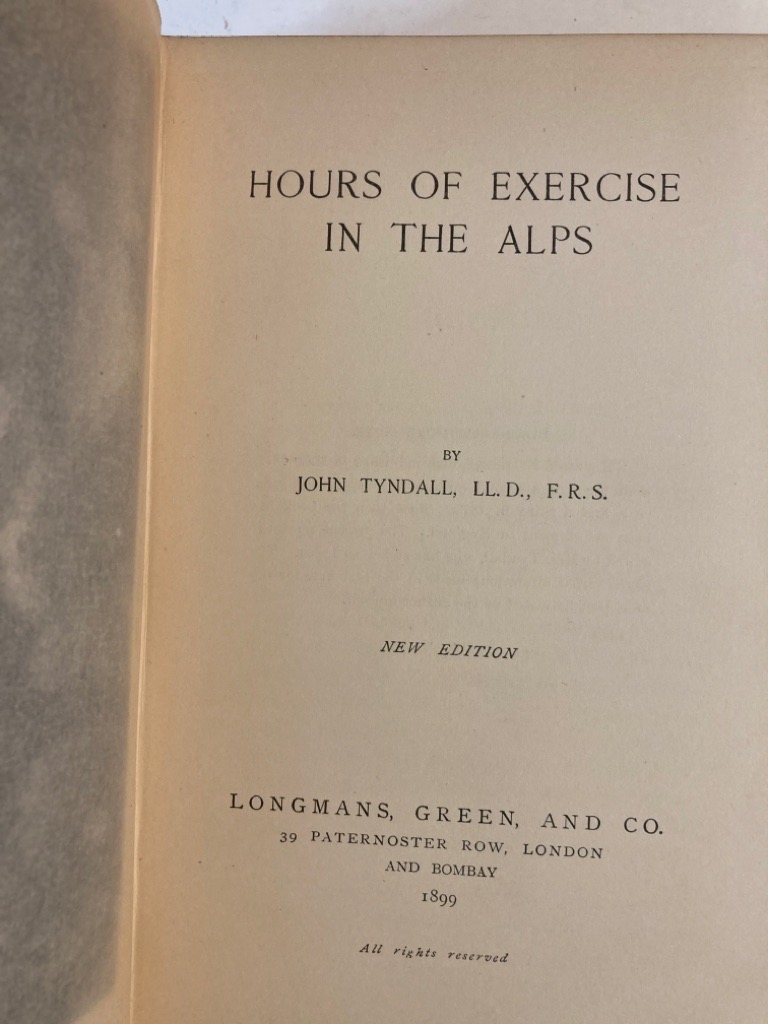 HOURS OF EXERCISE
IN THE ALPS
BY
JOHN TYNDALL, LL. D., F. R. S.
NEW EDITION
LONGMANS, GREEN, AND CO.
39 PATERNOSTER ROW, LONDON
AND BOMBAY
1899
All rights reserved